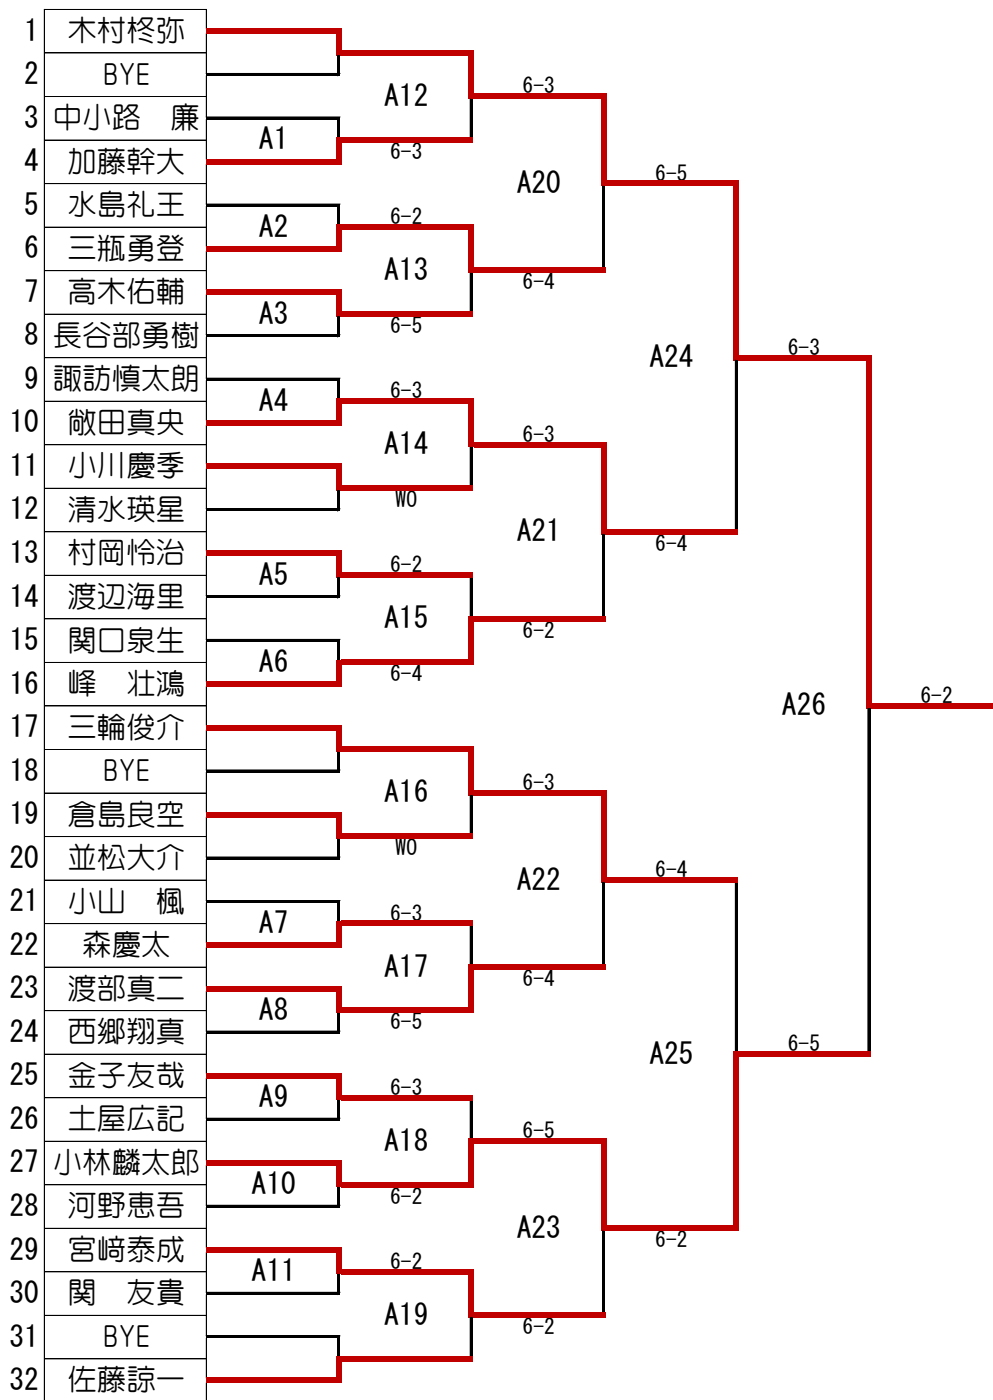 1 木村柊弥
2 BYE
3 中小路　廉
4 加藤幹大
5 水島礼王
6 三瓶勇登
7 高木佑輔
8 長谷部勇樹
9 諏訪慎太朗
10 敞田真央
11 小川慶季
12 清水瑛星
13 村岡怜治
14 渡辺海里
15 関口泉生
16 峰　壮鴻
17 三輪俊介
18 BYE
19 倉島良空
20 並松大介
21 小山　楓
22 森慶太
23 渡部真二
24 西郷翔真
25 金子友哉
26 土屋広記
27 小林麟太郎
28 河野恵吾
29 宮﨑泰成
30 関　友貴
31 BYE
32 佐藤諒一
A1
A2
A3
A4
A5
A6
A7
A8
A9
A10
A11
A12
6-3
6-2
A13
6-5
6-3
A14
WO
6-2
A15
6-4
A16
WO
6-3
A17
6-5
6-3
A18
6-2
6-2
A19
6-3
A20
6-4
6-3
A21
6-2
6-3
A22
6-4
6-5
A23
6-2
6-5
A24
6-4
6-4
A25
6-2
6-3
A26
6-5
6-2